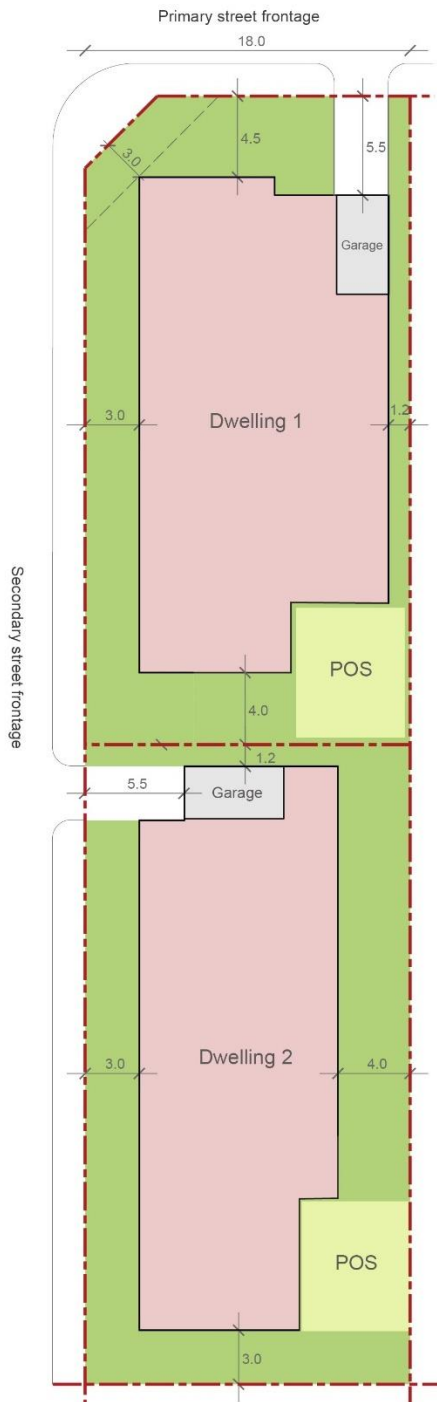 Primary street frontage
18.0
4.5
5.5
3.0
Garage
3.0
Dwelling 1
1.2
Secondary street frontage
POS
4.0
1.2
5.5
Garage
Dwelling 2
3.0
4.0
POS
3.0